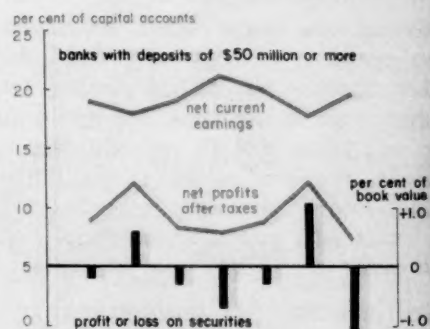 per cent of capital accounts
25
banks with deposits of $50 million or more
20
net current
earnings
15
10
net profits
after taxes
per cent of
book value
+1.0
5
0
0
profit or loss on securities
-1.0